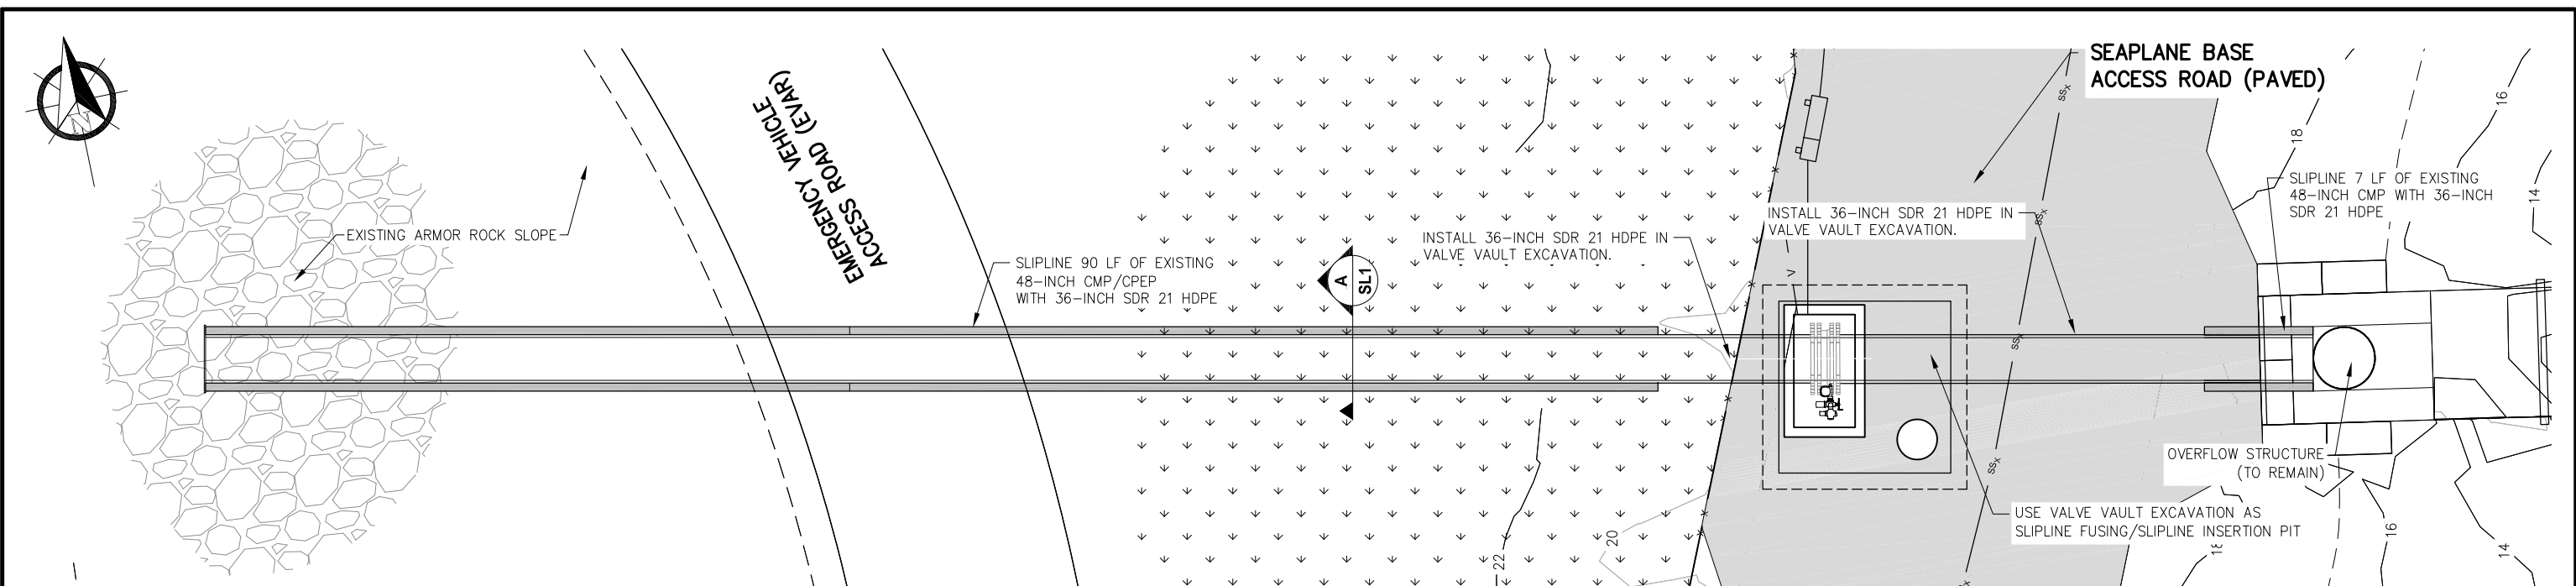 N
EXISTING ARMOR ROCK SLOPE
EMERGENCY VEHICLE
ACCESS ROAD (EVAR)
SLIPLINE 90 LF OF EXISTING
48-INCH CMP/CPEP
WITH 36-INCH SDR 21 HDPE
A
SL1
INSTALL 36-INCH SDR 21 HDPE IN
VALVE VAULT EXCAVATION.
INSTALL 36-INCH SDR 21 HDPE IN
VALVE VAULT EXCAVATION.
SEAPLANE BASE
ACCESS ROAD (PAVED)
SLIPLINE 7 LF OF EXISTING
48-INCH CMP WITH 36-INCH
SDR 21 HDPE
OVERFLOW STRUCTURE
(TO REMAIN)
USE VALVE VAULT EXCAVATION AS
SLIPLINE FUSING/SLIPLINE INSERTION PIT
V
SSX
SSX
SSX
SSX
22
20
18
16
14
16
14